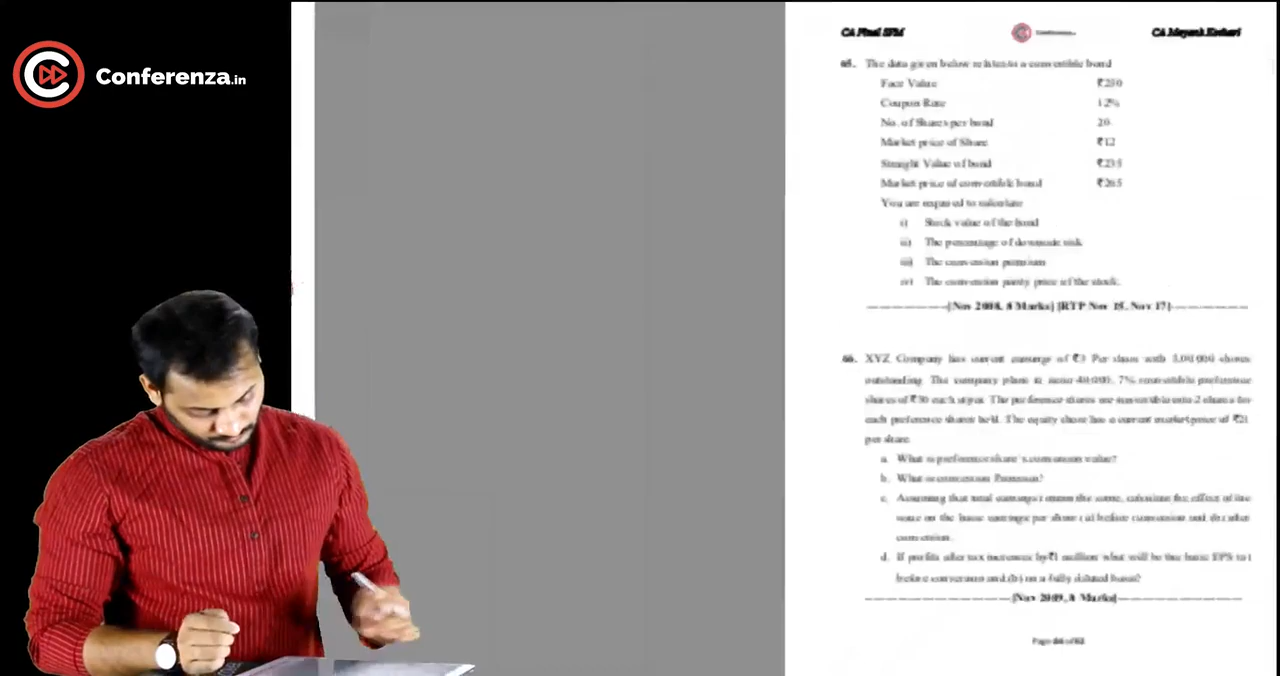 Conferenza.in
CA Final SFM
CA Mayank Kothari
65. The data given below relates to a convertible bond
Face Value ₹250
Coupon Rate 12%
No. of Shares per bond 20
Market price of Share ₹12
Straight Value of bond ₹235
Market price of convertible bond ₹265
You are required to calculate
i) Stock value of the bond
ii) The percentage of downside risk
iii) The conversion premium
iv) The conversion parity price of the stock.
[Nov 2008, 8 Marks] [RTP Nov 15, Nov 17]
66. XYZ Company has current earnings of ₹3 Per share with 5,00,000 shares
outstanding. The company plans to issue 40,000, 7% convertible preference
shares of ₹50 each at par. The preference shares are convertible into 2 shares for
each preference shares held. The equity share has a current market price of ₹21
per share
a. What is preference share's conversion value?
b. What is conversion Premium?
c. Assuming that total earnings remain the same, calculate the effect of the
issue on the basic earnings per share (a) before conversion and (b) after
conversion.
d. If profits after tax increases by ₹1 million what will be the basic EPS
before conversion and (b) on a fully diluted basis?
[Nov 2009, 8 Marks]